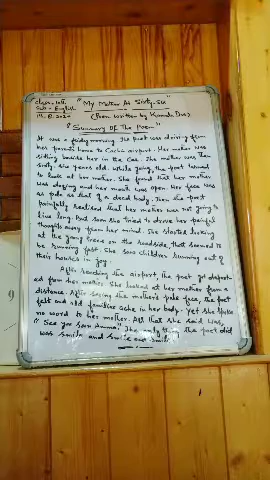 Class - XII
Sub - English
"My Mother At Sixty-Six"
(Poem written by Kamala Das)
"Summary Of The Poem"
It was a friday morning. The poet was driving from
her parents home to Cochin airport. Her mother was
sitting beside her in the Car. She mother was then
sixty six years old. While going, the poet turned
to look at her mother. She found that her mother
was dozing and her mouth was open. Her face was
as pale as that of a dead body. Then she poet
painfully realised that her mother was not going to
live long. But soon she tried to drive her painful
thoughts away from her mind. She started looking
at the young trees on the roadside, that seemed to
be running fast. She saw children running out of
their houses in joy.
After reaching the airport, the poet got depart-
ed from her mother. She looked at her mother from a
distance. After seeing the mother's pale face, the poet
felt and old familiar ache in her body. Yet she spoke
no word to her mother. All that she said was,
"See you soon Amma". The only the poet did
was smile and smile and smile.